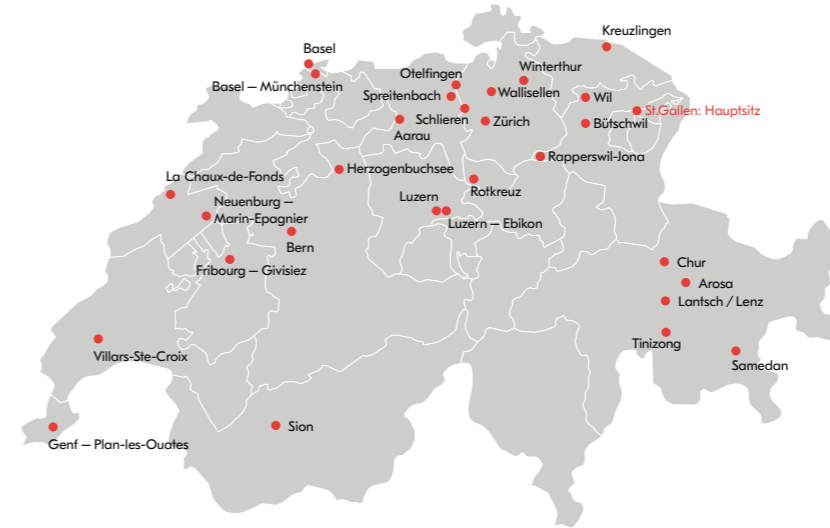 Kreuzlingen
Basel
Basel – Münchenstein
Otelfingen
Winterthur
Spreitenbach
Wallisellen
Wil
Schlieren
Zürich
St.Gallen: Hauptsitz
Aarau
Bütschwil
Rapperswil-Jona
Herzogenbuchsee
La Chaux-de-Fonds
Rotkreuz
Neuenburg –
Marin-Epagnier
Luzern
Luzern – Ebikon
Bern
Fribourg – Givisiez
Chur
Arosa
Lantsch / Lenz
Tinizong
Villars-Ste-Croix
Samedan
Sion
Genf – Plan-les-Ouates